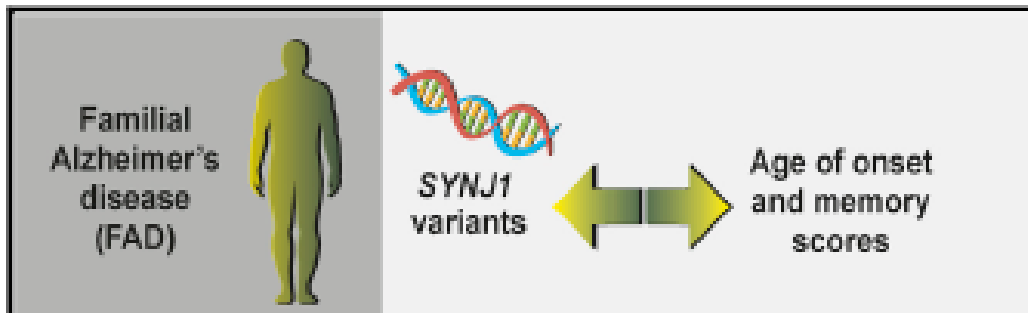 Familial
Alzheimer's
disease
(FAD)
SYNJ1
variants
Age of onset
and memory
scores